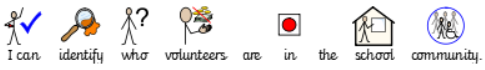 I can identify who volunteers are in the school community.